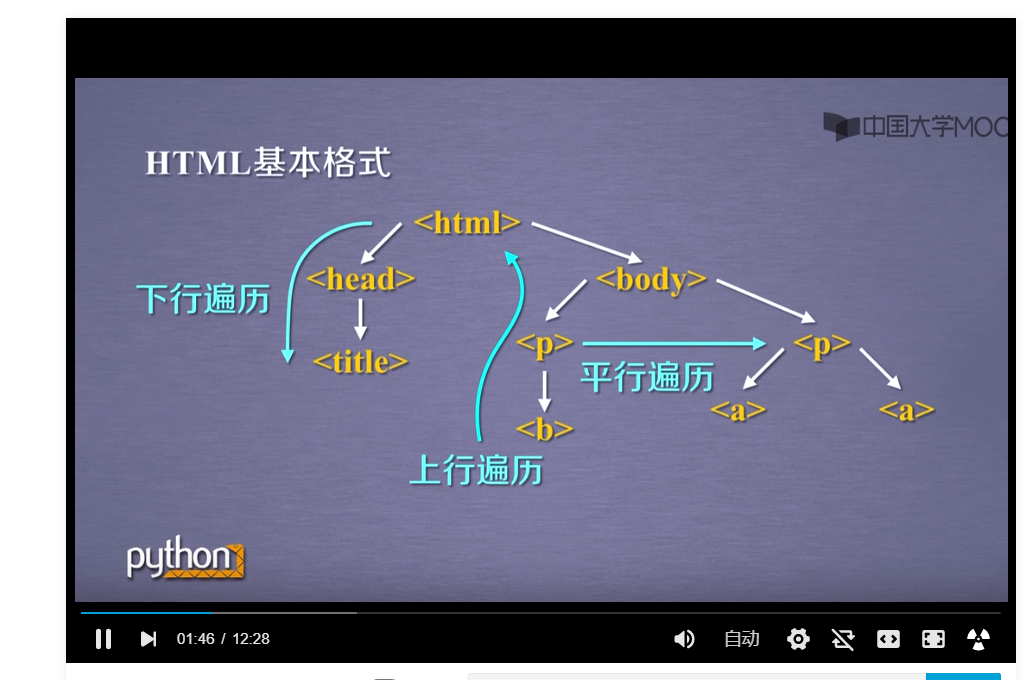 中国大学MOO
HTML基本格式
<html>
<head>
<body>
下行遍历
<p>
<p>
<title>
平行遍历
<a>
<a>
<b>
上行遍历
python
01:46 / 12:28
自动